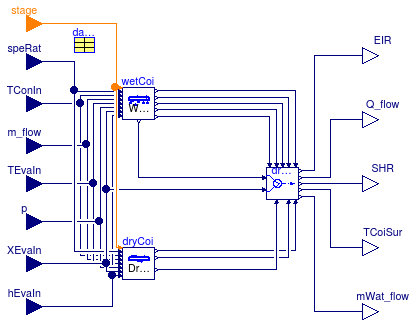 stage
da...
EIR
speRat
wetCoi
TConIn
W...
Q_flow
m_flow
TEvaIn
dr...
SHR
p
dryCoi
TCoiSur
XEvaIn
Dr...
hEvaIn
mWat_flow